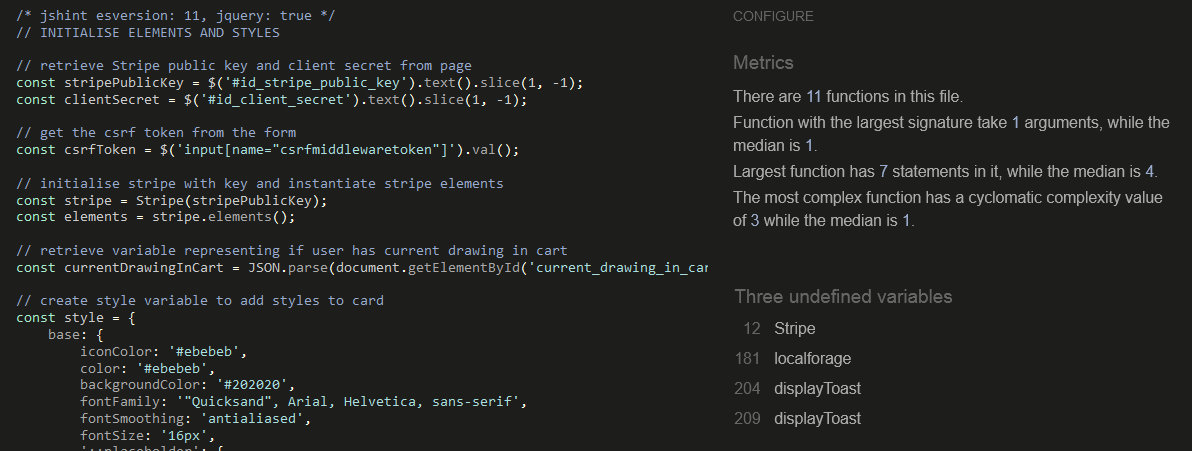 /* jshint esversion: 11, jquery: true */
// INITIALISE ELEMENTS AND STYLES
// retrieve Stripe public key and client secret from page
const stripePublicKey = $('#id_stripe_public_key').text().slice(1, -1);
const clientSecret = $('#id_client_secret').text().slice(1, -1);
// get the csrf token from the form
const csrfToken = $('input[name="csrfmiddlewaretoken"]').val();
// initialise stripe with key and instantiate stripe elements
const stripe = Stripe(stripePublicKey);
const elements = stripe.elements();
// retrieve variable representing if user has current drawing in cart
const currentDrawingInCart = JSON.parse(document.getElementById('current_drawing_in_car
// create style variable to add styles to card
const style = {
    base: {
        iconColor: '#ebebeb',
        color: '#ebebeb',
        backgroundColor: '#202020',
        fontFamily: '"Quicksand", Arial, Helvetica, sans-serif',
        fontSmoothing: 'antialiased',
        fontSize: '16px',
        '::placeholder': {
CONFIGURE
Metrics
There are 11 functions in this file.
Function with the largest signature take 1 arguments, while the
median is 1.
Largest function has 7 statements in it, while the median is 4.
The most complex function has a cyclomatic complexity value
of 3 while the median is 1.
Three undefined variables
12 Stripe
181 localforage
204 displayToast
209 displayToast